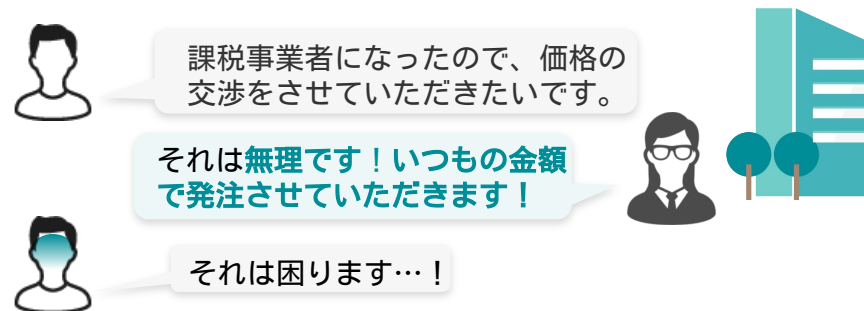 課税事業者になったので、価格の
交渉をさせていただきたいです。
それは無理です！いつもの金額
で発注させていただきます！
それは困ります…！